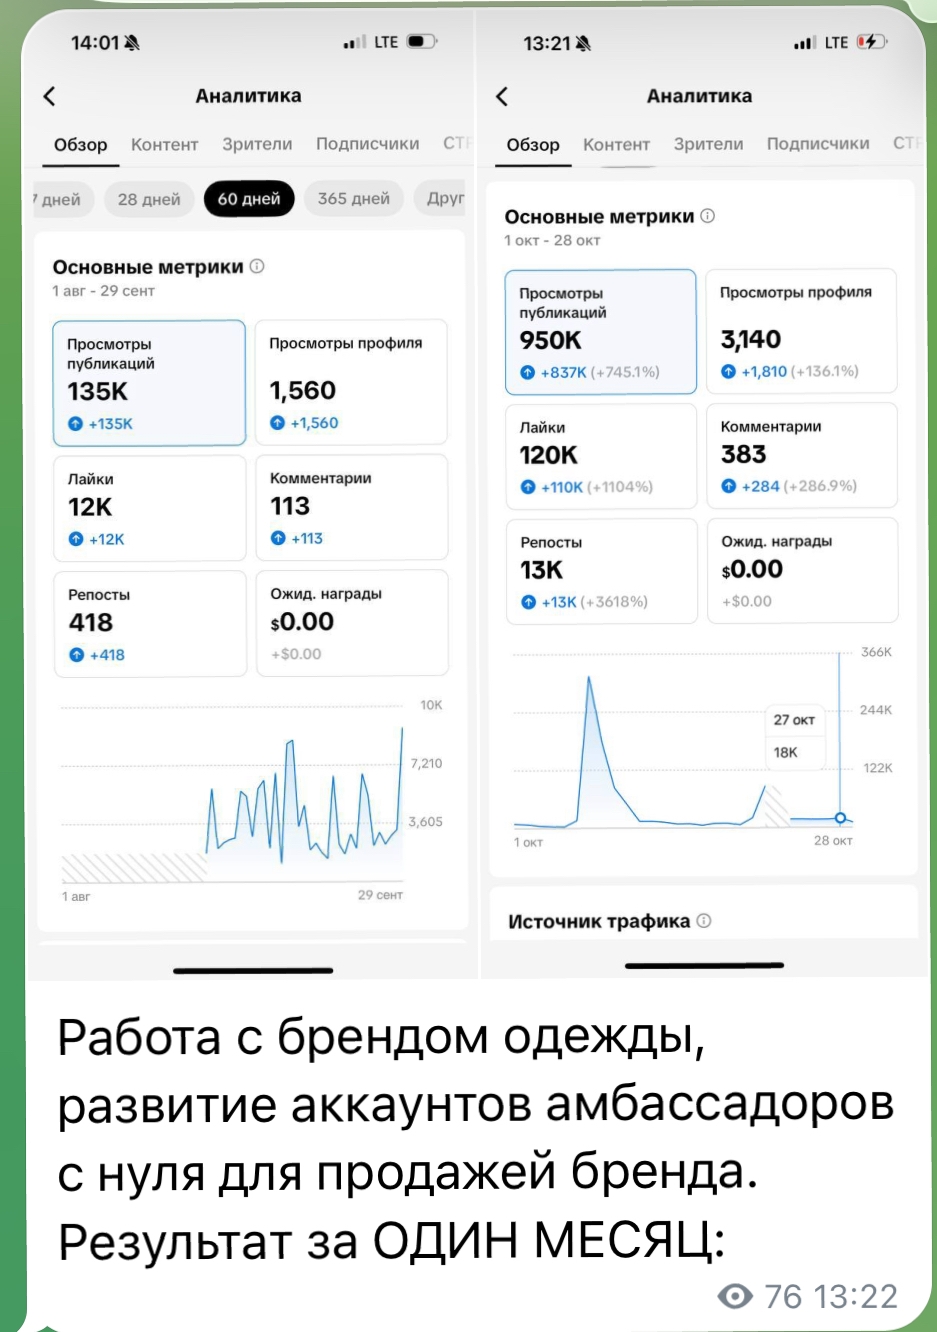 14:01 LTE
Аналитика
Обзор Контент Зрители Подписчики
7 дней 28 дней 60 дней 365 дней Друг
Основные метрики
1 авг - 29 сент
Просмотры публикаций
135K
+135K
Просмотры профиля
1,560
+1,560
Лайки
12K
+12K
Комментарии
113
+113
Репосты
418
+418
Ожид. награды
$0.00
+$0.00
10K
7,210
3,605
1 авг 29 сент
13:21 LTE
Аналитика
Обзор Контент Зрители Подписчики
Основные метрики
1 окт - 28 окт
Просмотры публикаций
950K
+837K (+745.1%)
Просмотры профиля
3,140
+1,810 (+136.1%)
Лайки
120K
+110K (+1104%)
Комментарии
383
+284 (+286.9%)
Репосты
13K
+13K (+3618%)
Ожид. награды
$0.00
+$0.00
366K
244K
27 окт
18K
122K
1 окт 28 окт
Источник трафика
Работа с брендом одежды,
развитие аккаунтов амбассадоров
с нуля для продажей бренда.
Результат за ОДИН МЕСЯЦ:
76 13:22